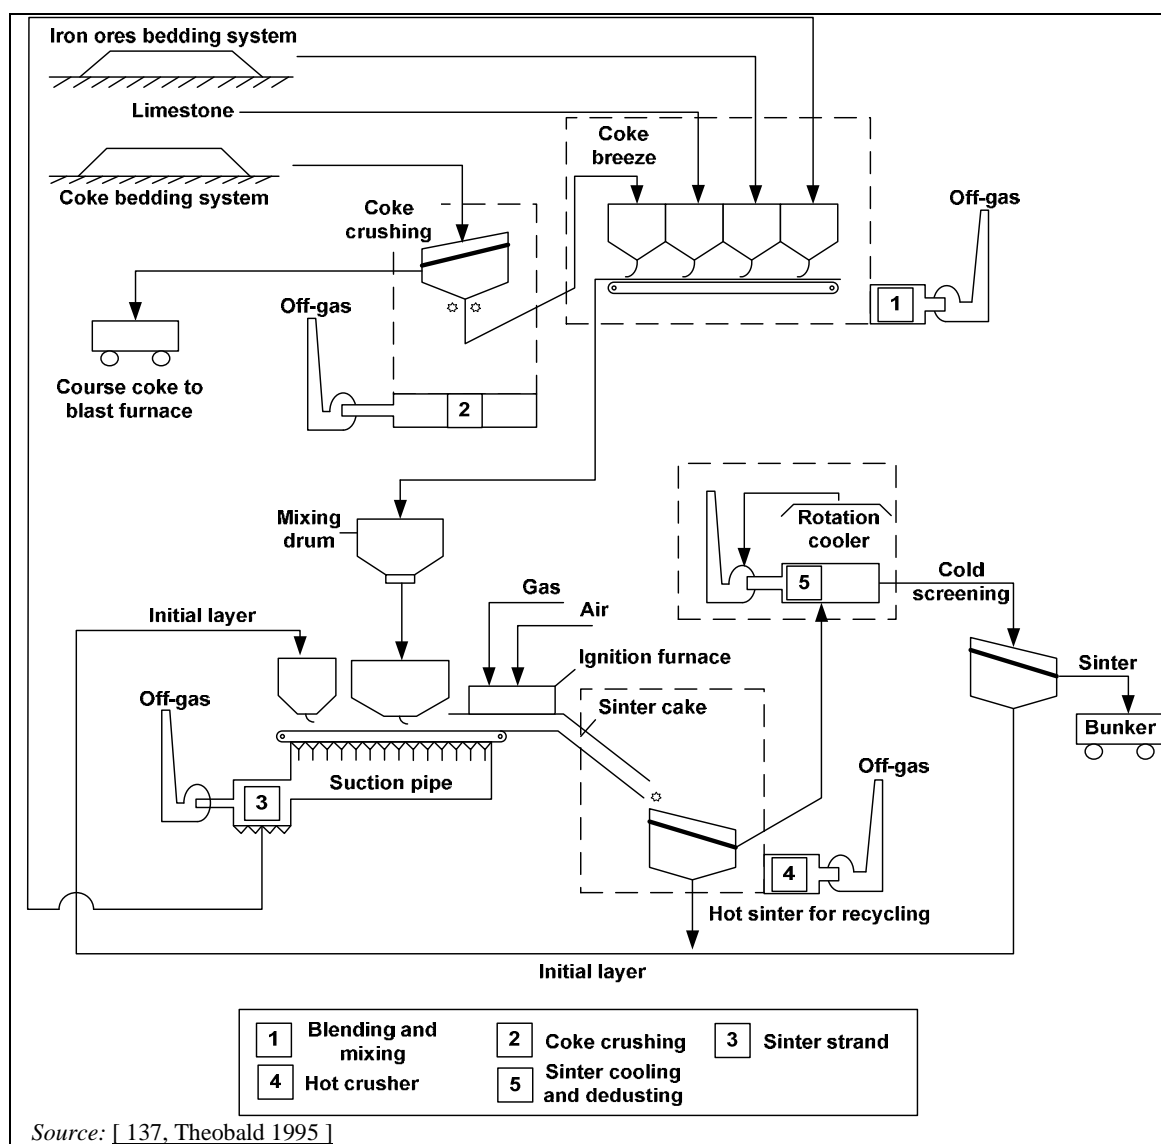 Iron ores bedding system
Limestone
Coke
breeze
Coke bedding system
Coke
crushing
Off-gas
Off-gas
1
Course coke to
blast furnace
2
Mixing
drum
Rotation
cooler
5
Cold
screening
Gas
Air
Initial layer
Ignition furnace
Sinter
Off-gas
Sinter cake
Bunker
Suction pipe
Off-gas
3
4
Hot sinter for recycling
Initial layer
1 Blending and
mixing
2 Coke crushing
3 Sinter strand
4 Hot crusher
5 Sinter cooling
and dedusting
Source: [ 137, Theobald 1995 ]